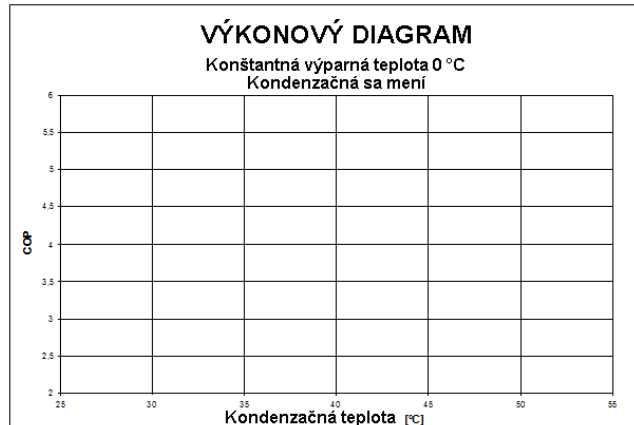 VÝKONOVÝ DIAGRAM
Konštantná výparná teplota 0 °C
Kondenzačná sa mení
6
5,5
5
4,5
4
3,5
3
2,5
2
COP
25 30 35 40 45 50 55
Kondenzačná teplota [°C]